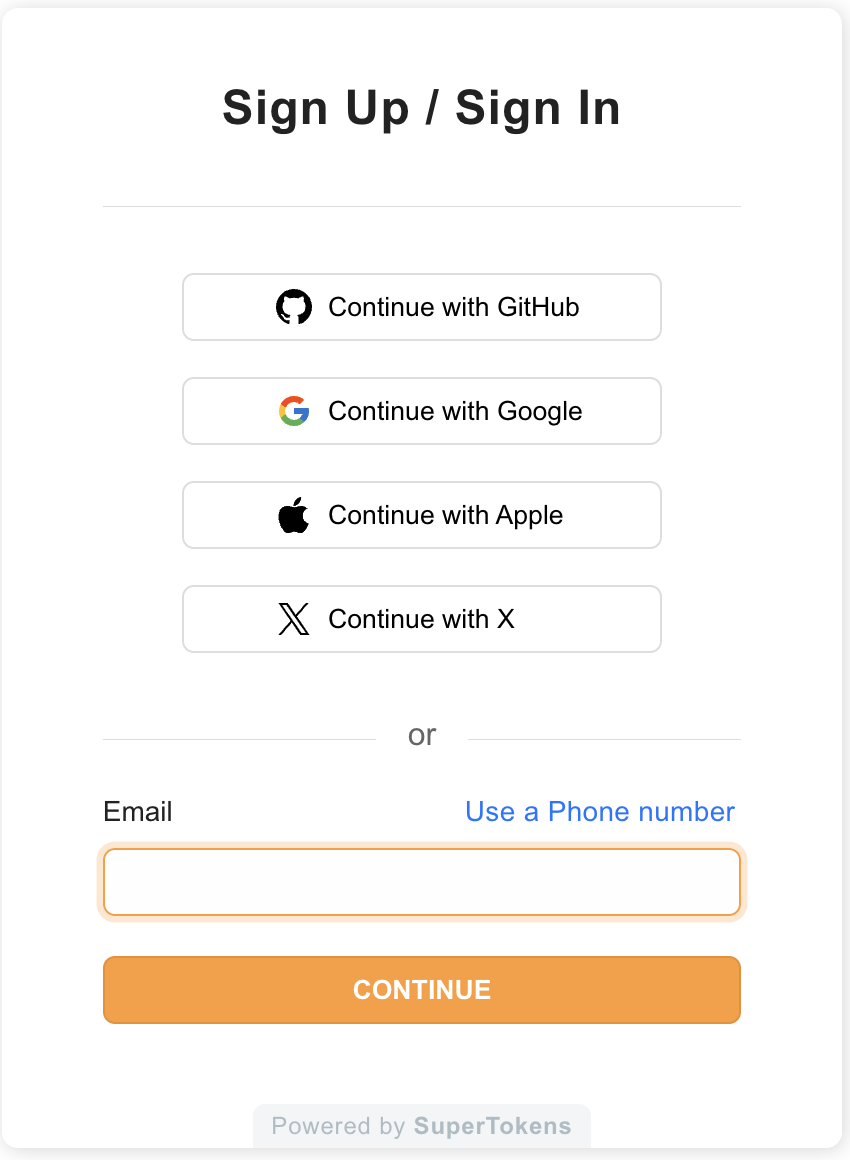 Sign Up / Sign In
Continue with GitHub
Continue with Google
Continue with Apple
Continue with X
or
Email
Use a Phone number
CONTINUE
Powered by SuperTokens